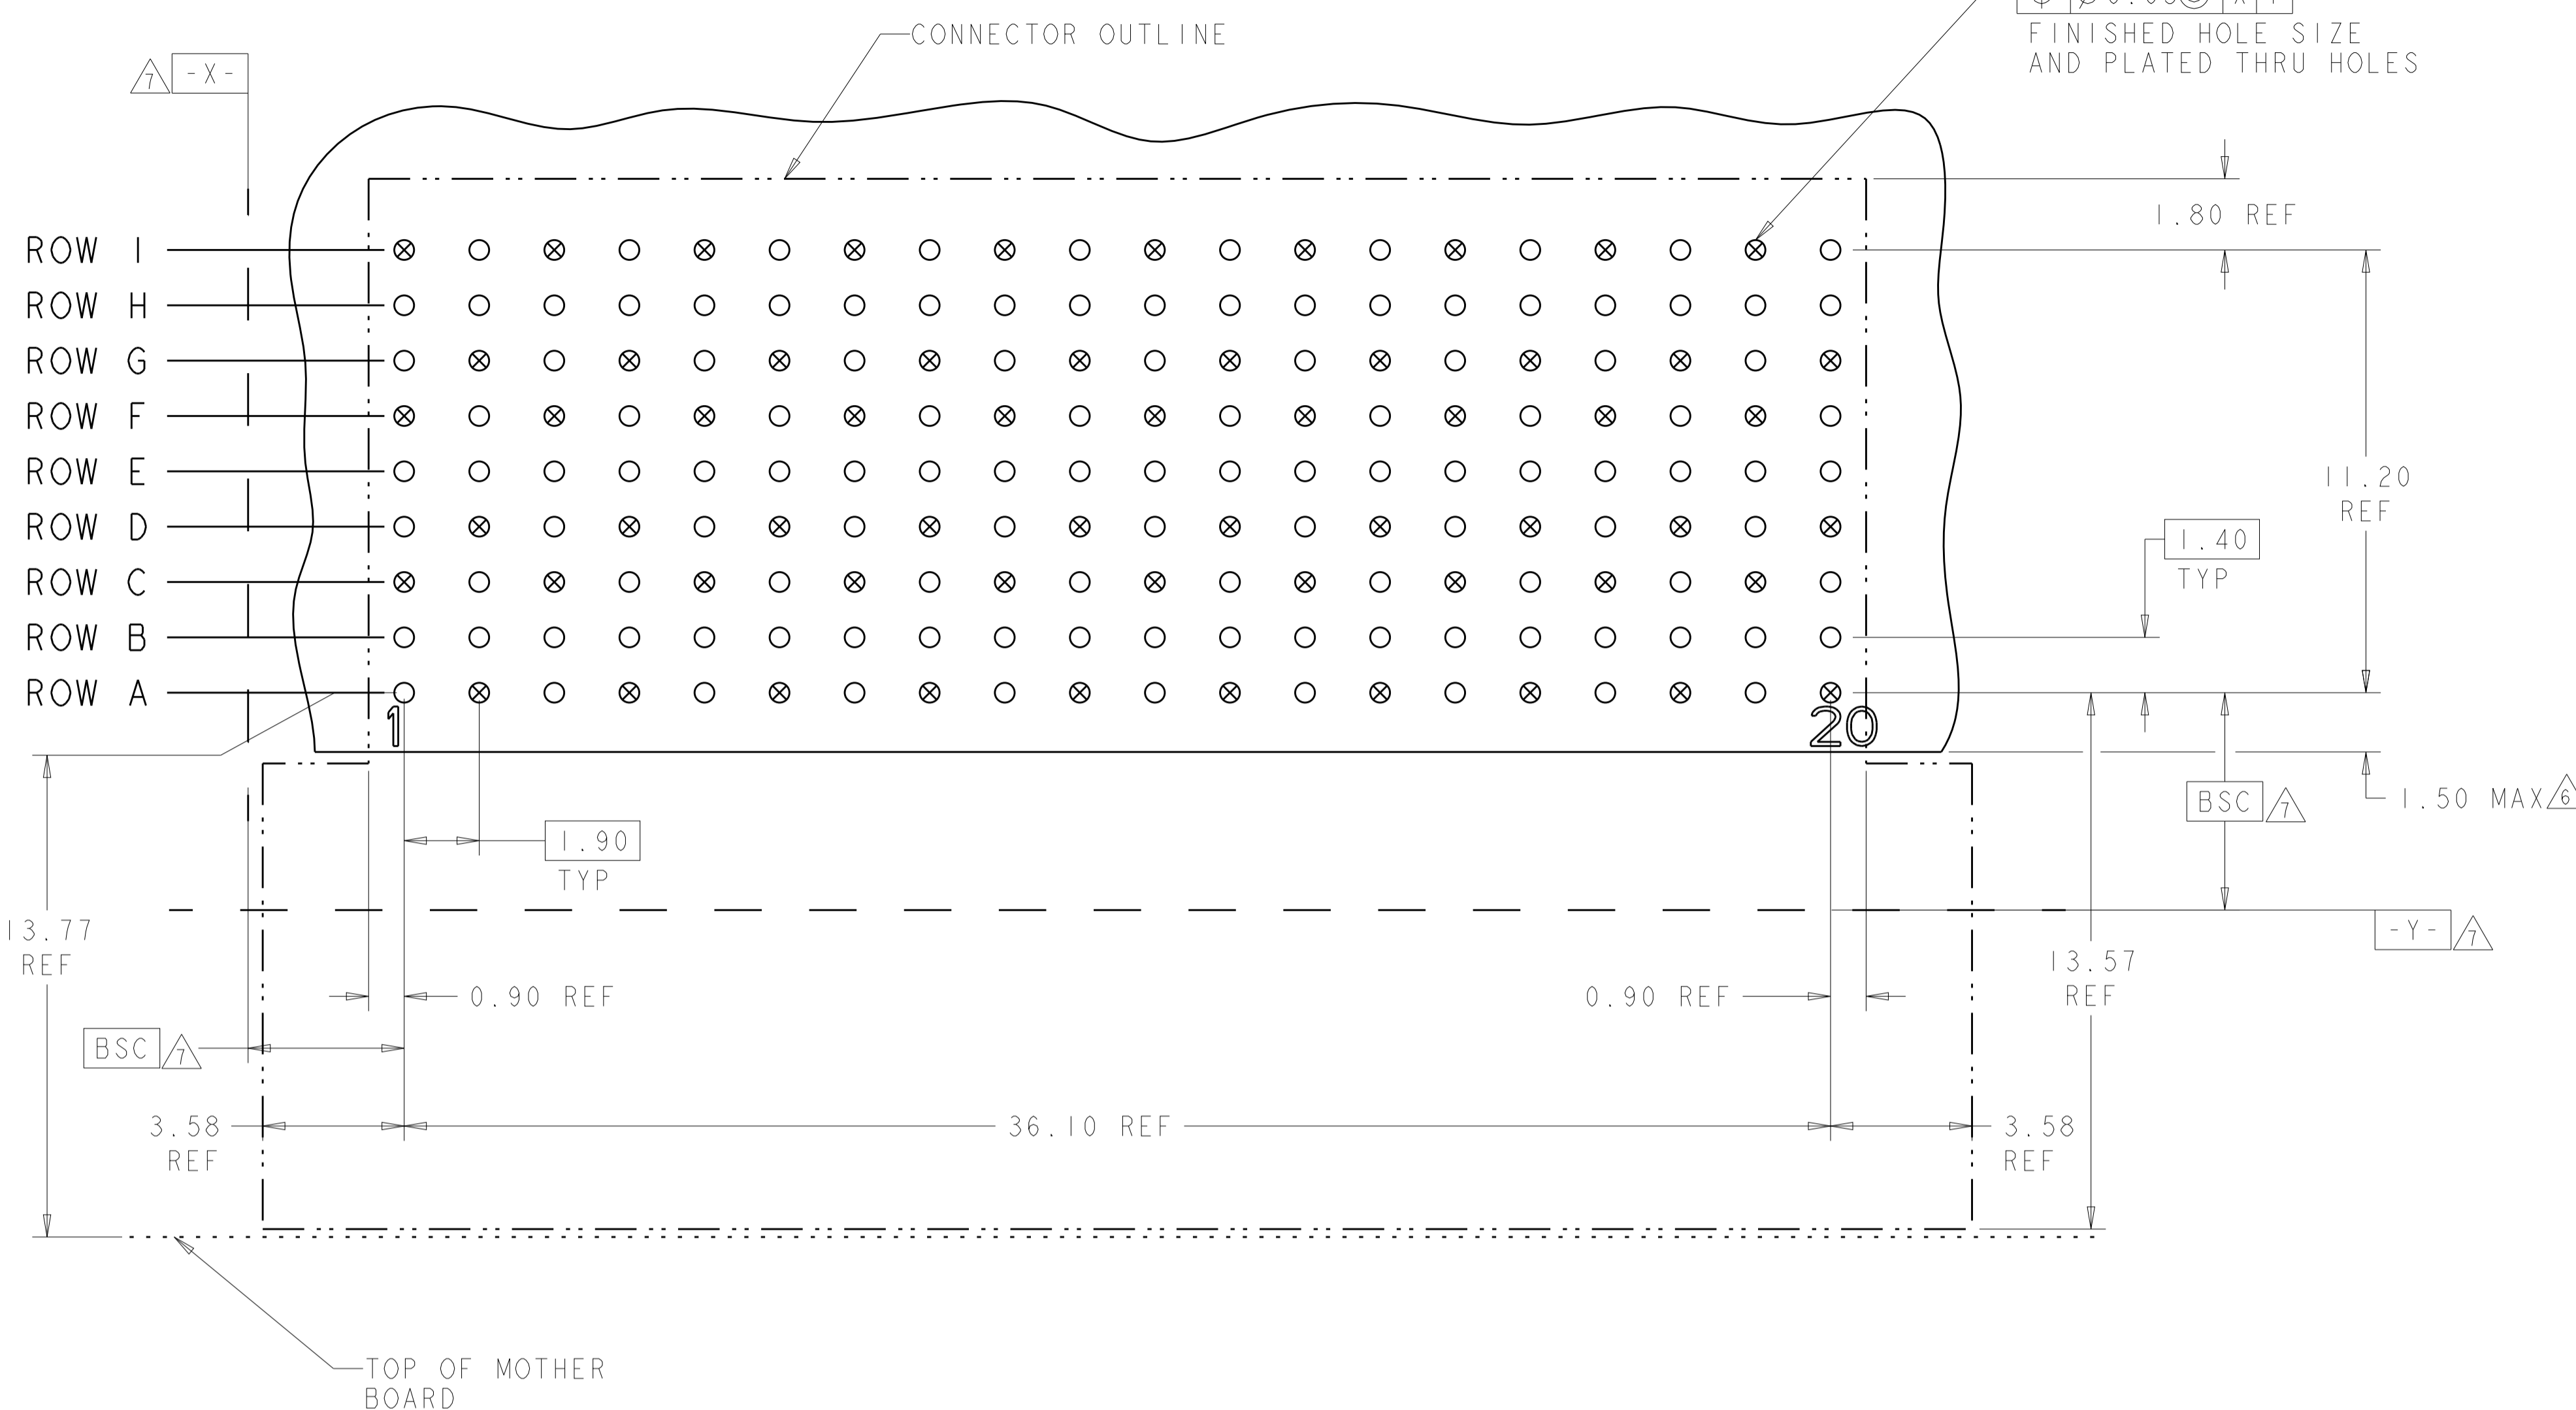 CONNECTOR OUTLINE
FINISHED HOLE SIZE
AND PLATED THRU HOLES
7
-X-
1.80 REF
ROW I
ROW H
ROW G
ROW F
ROW E
ROW D
ROW C
ROW B
ROW A
11.20
REF
1.40
TYP
1
20
BSC 7
1.50 MAX 6
1.90
TYP
13.77
REF
-Y- 7
13.57
REF
0.90 REF
0.90 REF
BSC 7
3.58
REF
36.10 REF
3.58
REF
TOP OF MOTHER
BOARD